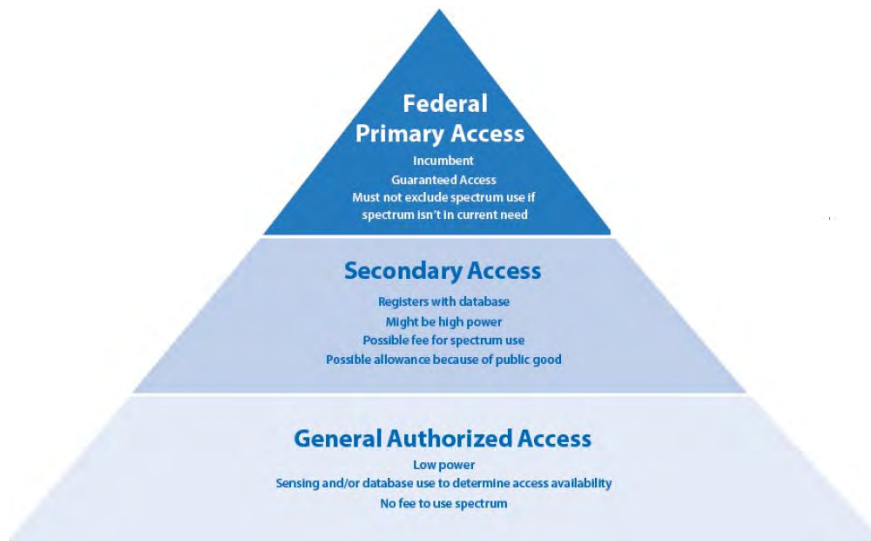 Federal
Primary Access
Incumbent
Guaranteed Access
Must not exclude spectrum use if
spectrum isn't in current need
Secondary Access
Registers with database
Might be high power
Possible fee for spectrum use
Possible allowance because of public good
General Authorized Access
Low power
Sensing and/or database use to determine access availability
No fee to use spectrum